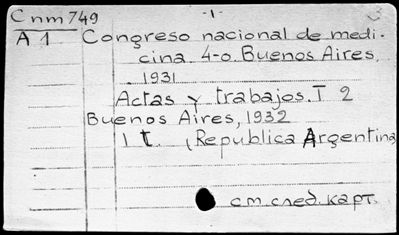 C nm 749 -1-
A 1 Congreso nacional de medi-
cina. 4-o. Buenos Aires.
1931
Actas y trabajos. T 2
Buenos Aires, 1932
1 t. (Republica Argentina
см. след. карт.